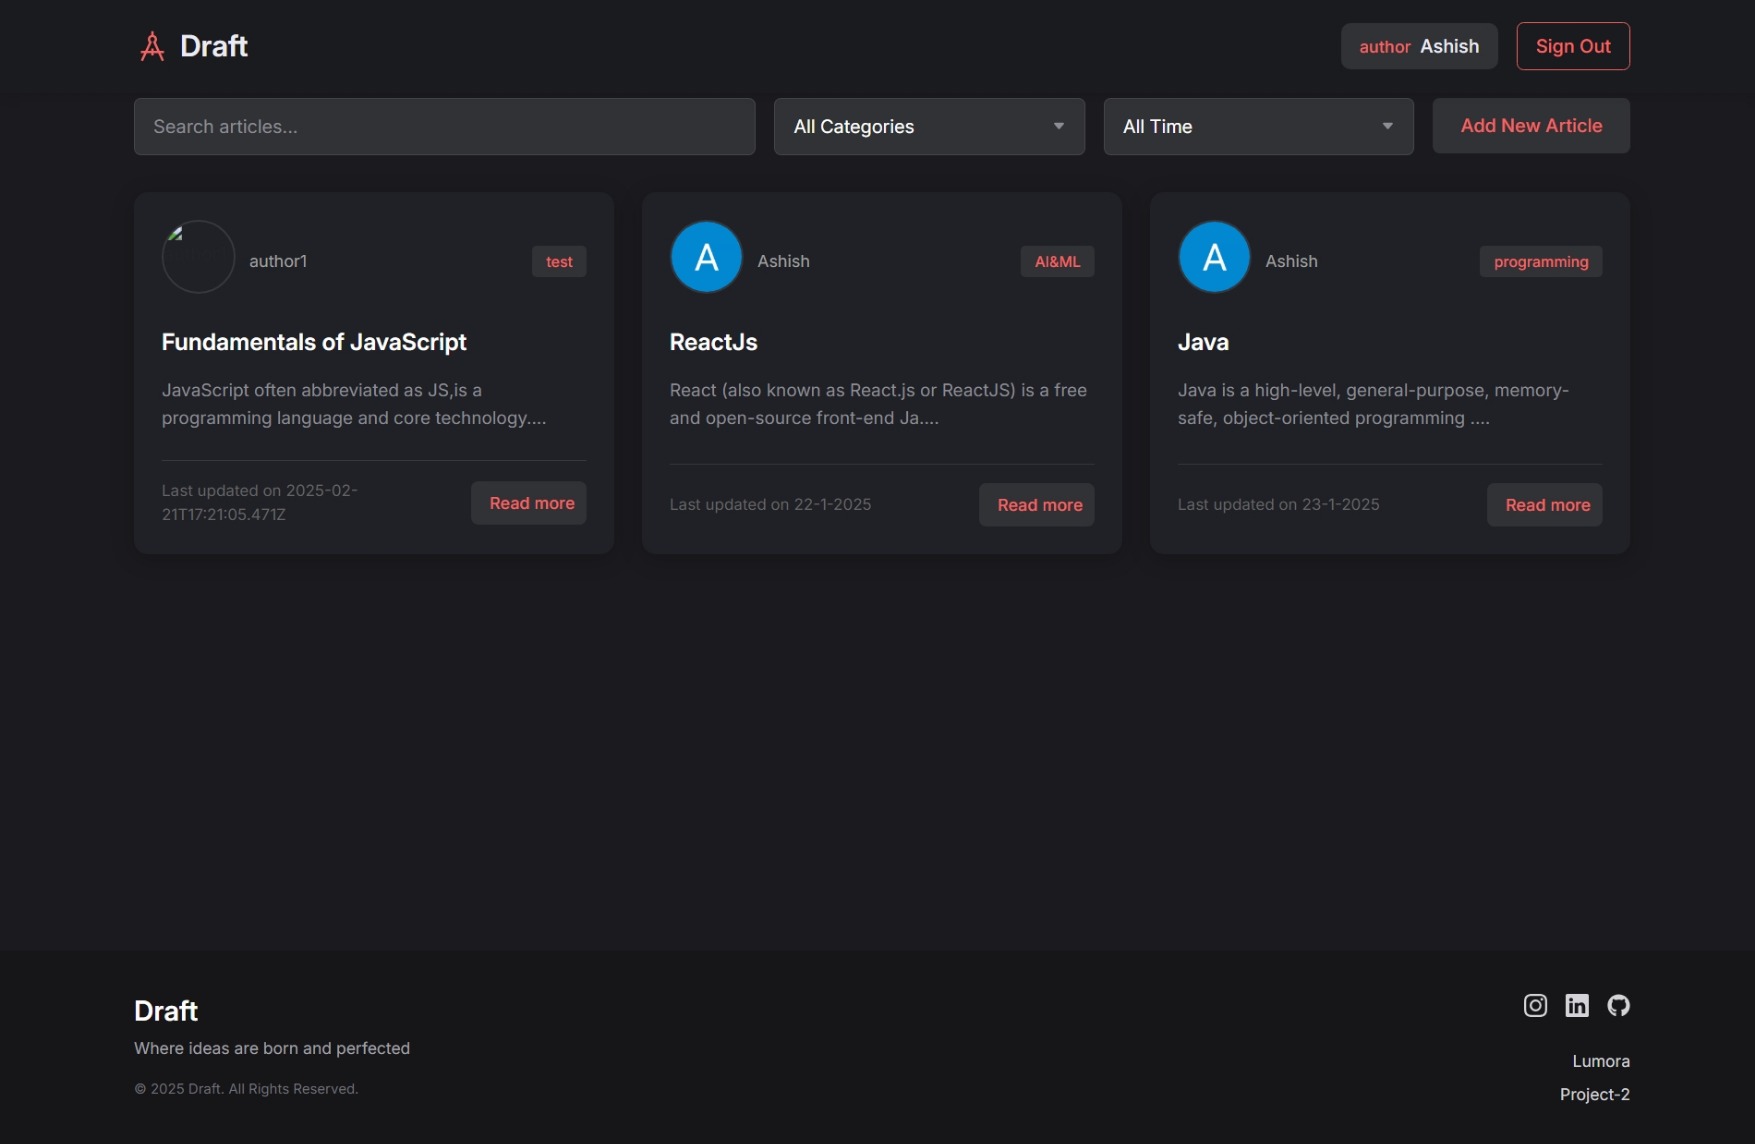 Draft
author Ashish
Sign Out
Search articles...
All Categories
All Time
Add New Article
author1
test
Fundamentals of JavaScript
JavaScript often abbreviated as JS,is a
programming language and core technology....
Last updated on 2025-02-
21T17:21:05.471Z
Read more
A
Ashish
AI&ML
ReactJs
React (also known as React.js or ReactJS) is a free
and open-source front-end Ja....
Last updated on 22-1-2025
Read more
A
Ashish
programming
Java
Java is a high-level, general-purpose, memory-
safe, object-oriented programming ....
Last updated on 23-1-2025
Read more
Draft
Where ideas are born and perfected
© 2025 Draft. All Rights Reserved.
Lumora
Project-2